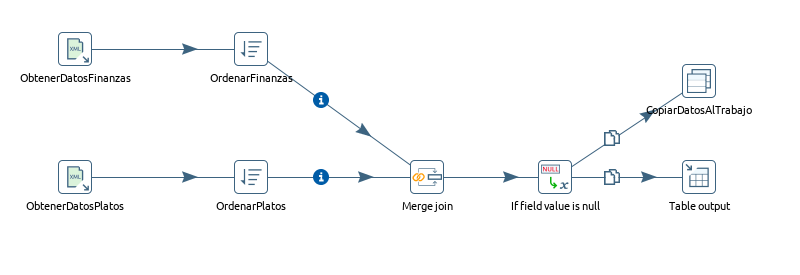 XML
ObtenerDatosFinanzas
OrdenarFinanzas
CopiarDatosAlTrabajo
XML
ObtenerDatosPlatos
OrdenarPlatos
Merge join
NULL
x
If field value is null
Table output